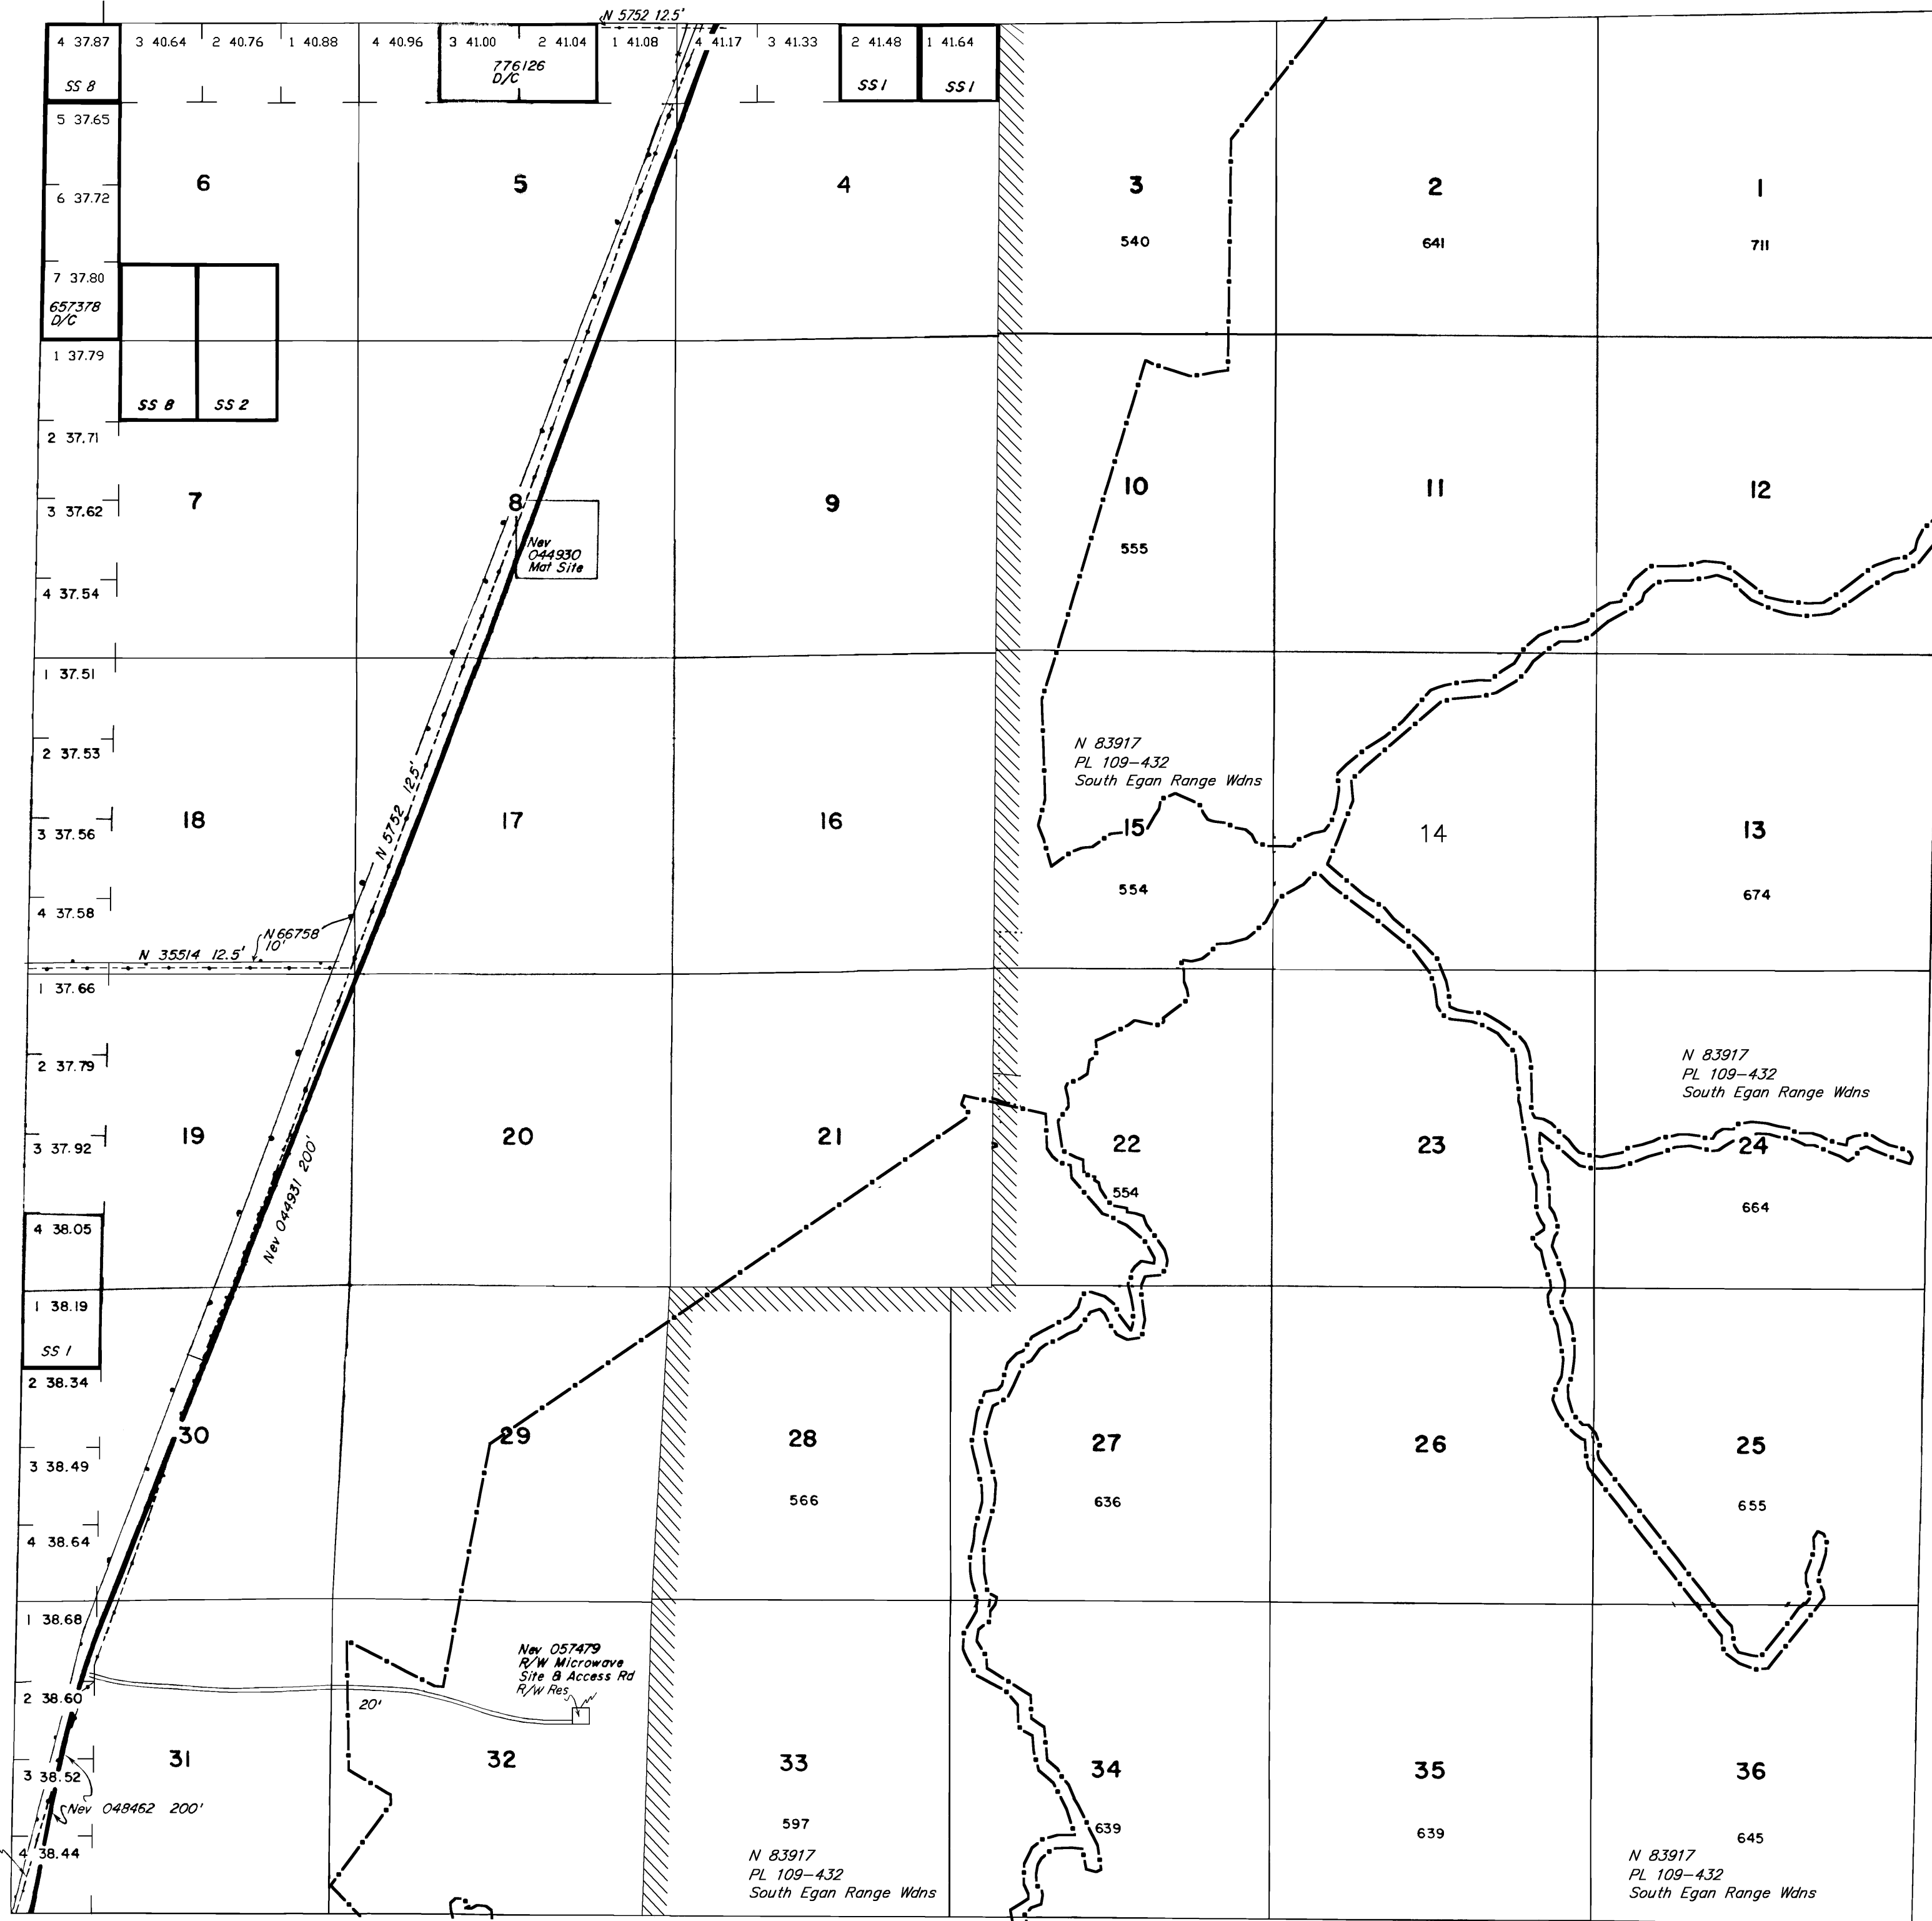 N 5752 12.5'
4 37.87
3 40.64
2 40.76
1 40.88
4 40.96
3 41.00
2 41.04
1 41.08
4 41.17
3 41.33
2 41.48
1 41.64
776126
D/C
SS 8
SS 1
SS 1
5 37.65
6
5
4
3
2
1
6 37.72
540
641
711
7 37.80
657378
D/C
1 37.79
SS 8
SS 2
2 37.71
7
8
9
10
11
12
3 37.62
Nev
044930
Mat Site
555
4 37.54
1 37.51
2 37.53
N 83917
PL 109-432
South Egan Range Wdns
N 5752 12.5'
3 37.56
18
17
16
15
14
13
554
674
4 37.58
N 66758
10'
N 35514 12.5'
1 37.66
2 37.79
N 83917
PL 109-432
South Egan Range Wdns
3 37.92
19
20
21
22
23
24
Nev 044931 200'
554
664
4 38.05
1 38.19
SS 1
2 38.34
30
29
28
27
26
25
3 38.49
566
636
655
4 38.64
1 38.68
Nev 057479
R/W Microwave
Site & Access Rd
R/W Res
2 38.60
20'
31
32
33
34
35
36
3 38.52
Nev 048462 200'
597
639
639
645
4 38.44
N 83917
PL 109-432
South Egan Range Wdns
N 83917
PL 109-432
South Egan Range Wdns